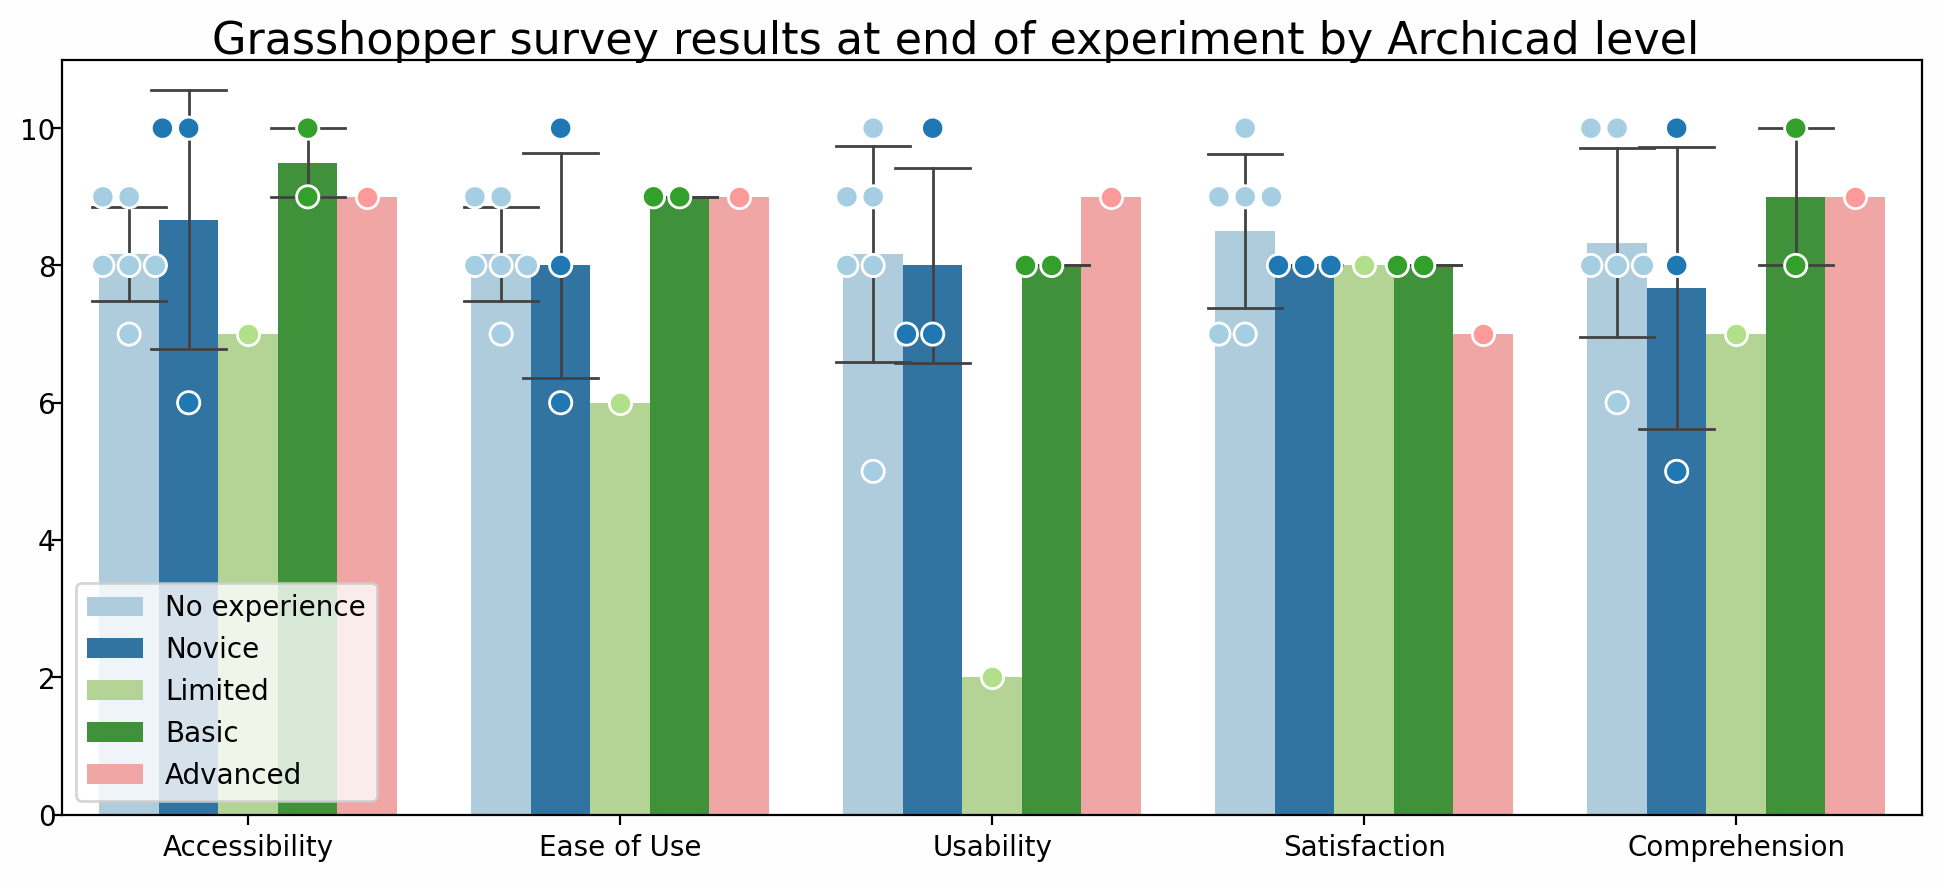 Grasshopper survey results at end of experiment by Archicad level
10
8
6
4
2
0
No experience
Novice
Limited
Basic
Advanced
Accessibility Ease of Use Usability Satisfaction Comprehension